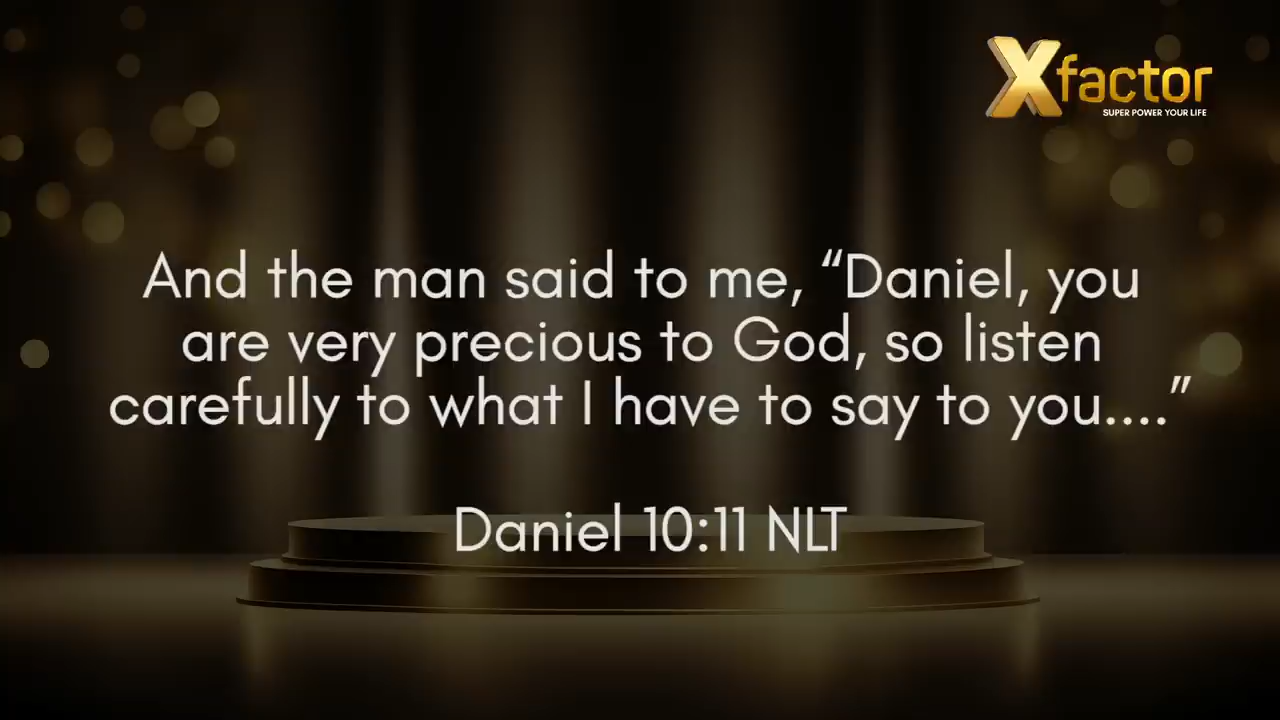 Xfactor
SUPER POWER YOUR LIFE
And the man said to me, “Daniel, you
are very precious to God, so listen
carefully to what I have to say to you....”
Daniel 10:11 NLT